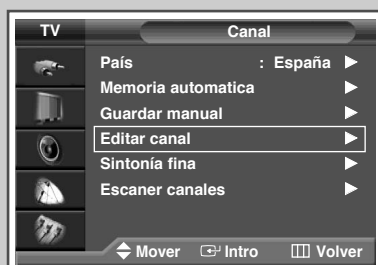 TV Canal
País : España
Memoria automatica
Guardar manual
Editar canal
Sintonía fina
Escaner canales
Mover Intro Volver